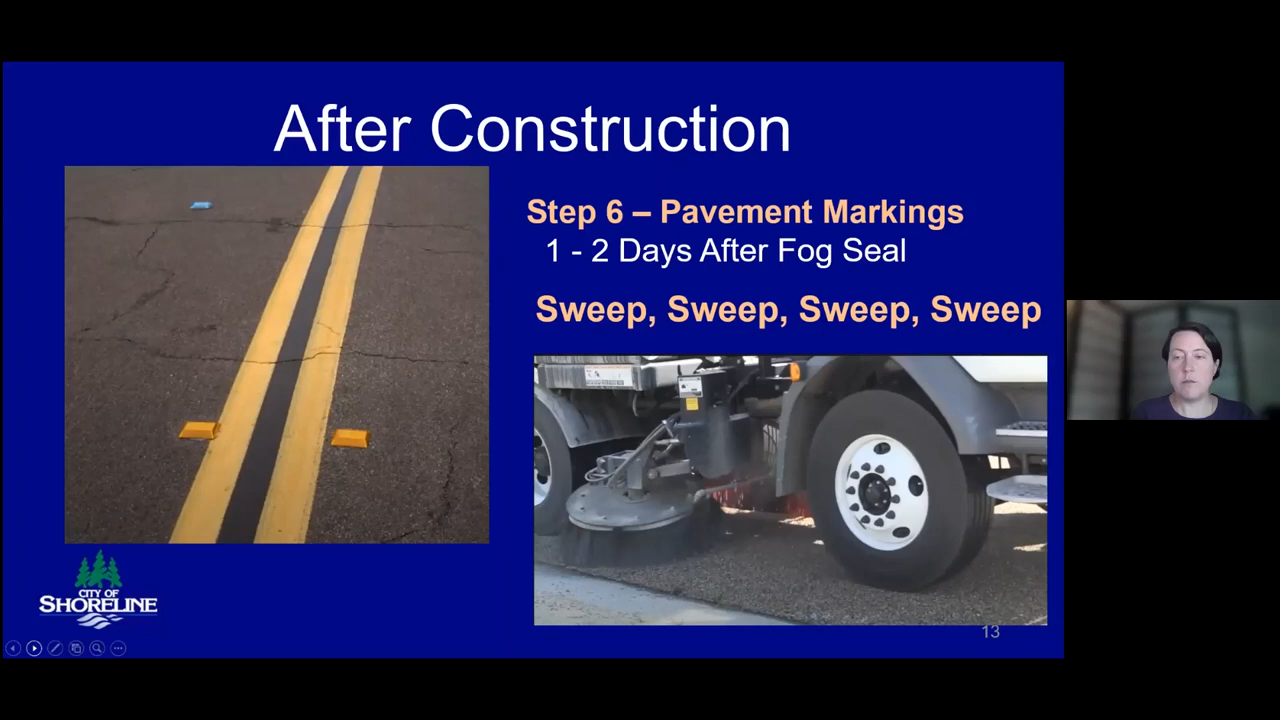 After Construction
Step 6 – Pavement Markings
1 - 2 Days After Fog Seal
Sweep, Sweep, Sweep, Sweep
CITY OF
SHORELINE
13